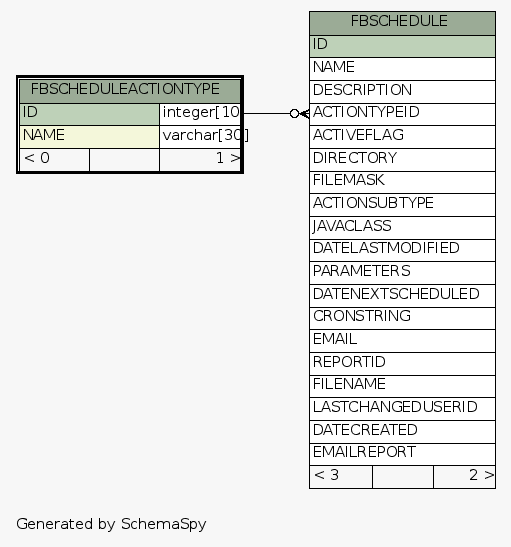 FBSCHEDULEACTIONTYPE
ID integer[10
NAME varchar[30]
< 0 1 >
FBSCHEDULE
ID
NAME
DESCRIPTION
ACTIONTYPEID
ACTIVEFLAG
DIRECTORY
FILEMASK
ACTIONSUBTYPE
JAVACLASS
DATELASTMODIFIED
PARAMETERS
DATENEXTSCHEDULED
CRONSTRING
EMAIL
REPORTID
FILENAME
LASTCHANGEDUSERID
DATECREATED
EMAILREPORT
< 3 2 >
Generated by SchemaSpy